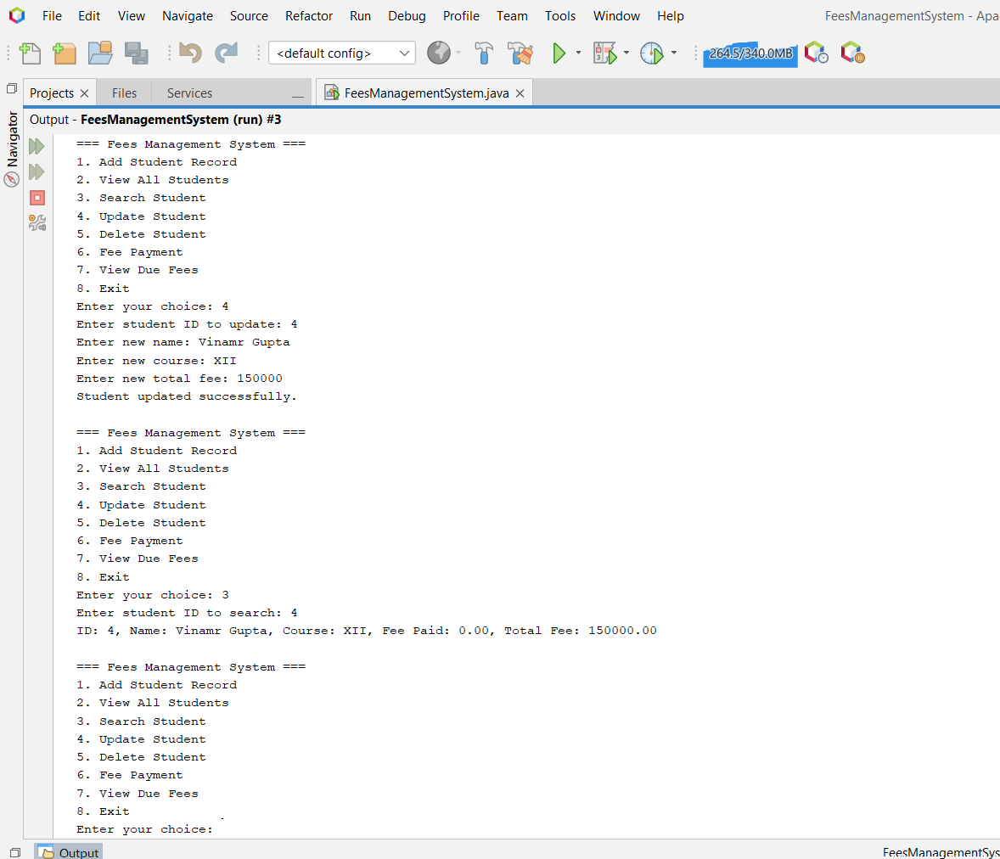 File Edit View Navigate Source Refactor Run Debug Profile Team Tools Window Help FeesManagementSystem - Apa
<default config> 264.5/340.0MB
Projects Files Services FeesManagementSystem.java
Navigator
Output - FeesManagementSystem (run) #3
=== Fees Management System ===
1. Add Student Record
2. View All Students
3. Search Student
4. Update Student
5. Delete Student
6. Fee Payment
7. View Due Fees
8. Exit
Enter your choice: 4
Enter student ID to update: 4
Enter new name: Vinamr Gupta
Enter new course: XII
Enter new total fee: 150000
Student updated successfully.
=== Fees Management System ===
1. Add Student Record
2. View All Students
3. Search Student
4. Update Student
5. Delete Student
6. Fee Payment
7. View Due Fees
8. Exit
Enter your choice: 3
Enter student ID to search: 4
ID: 4, Name: Vinamr Gupta, Course: XII, Fee Paid: 0.00, Total Fee: 150000.00
=== Fees Management System ===
1. Add Student Record
2. View All Students
3. Search Student
4. Update Student
5. Delete Student
6. Fee Payment
7. View Due Fees
8. Exit
Enter your choice:
Output FeesManagementSys